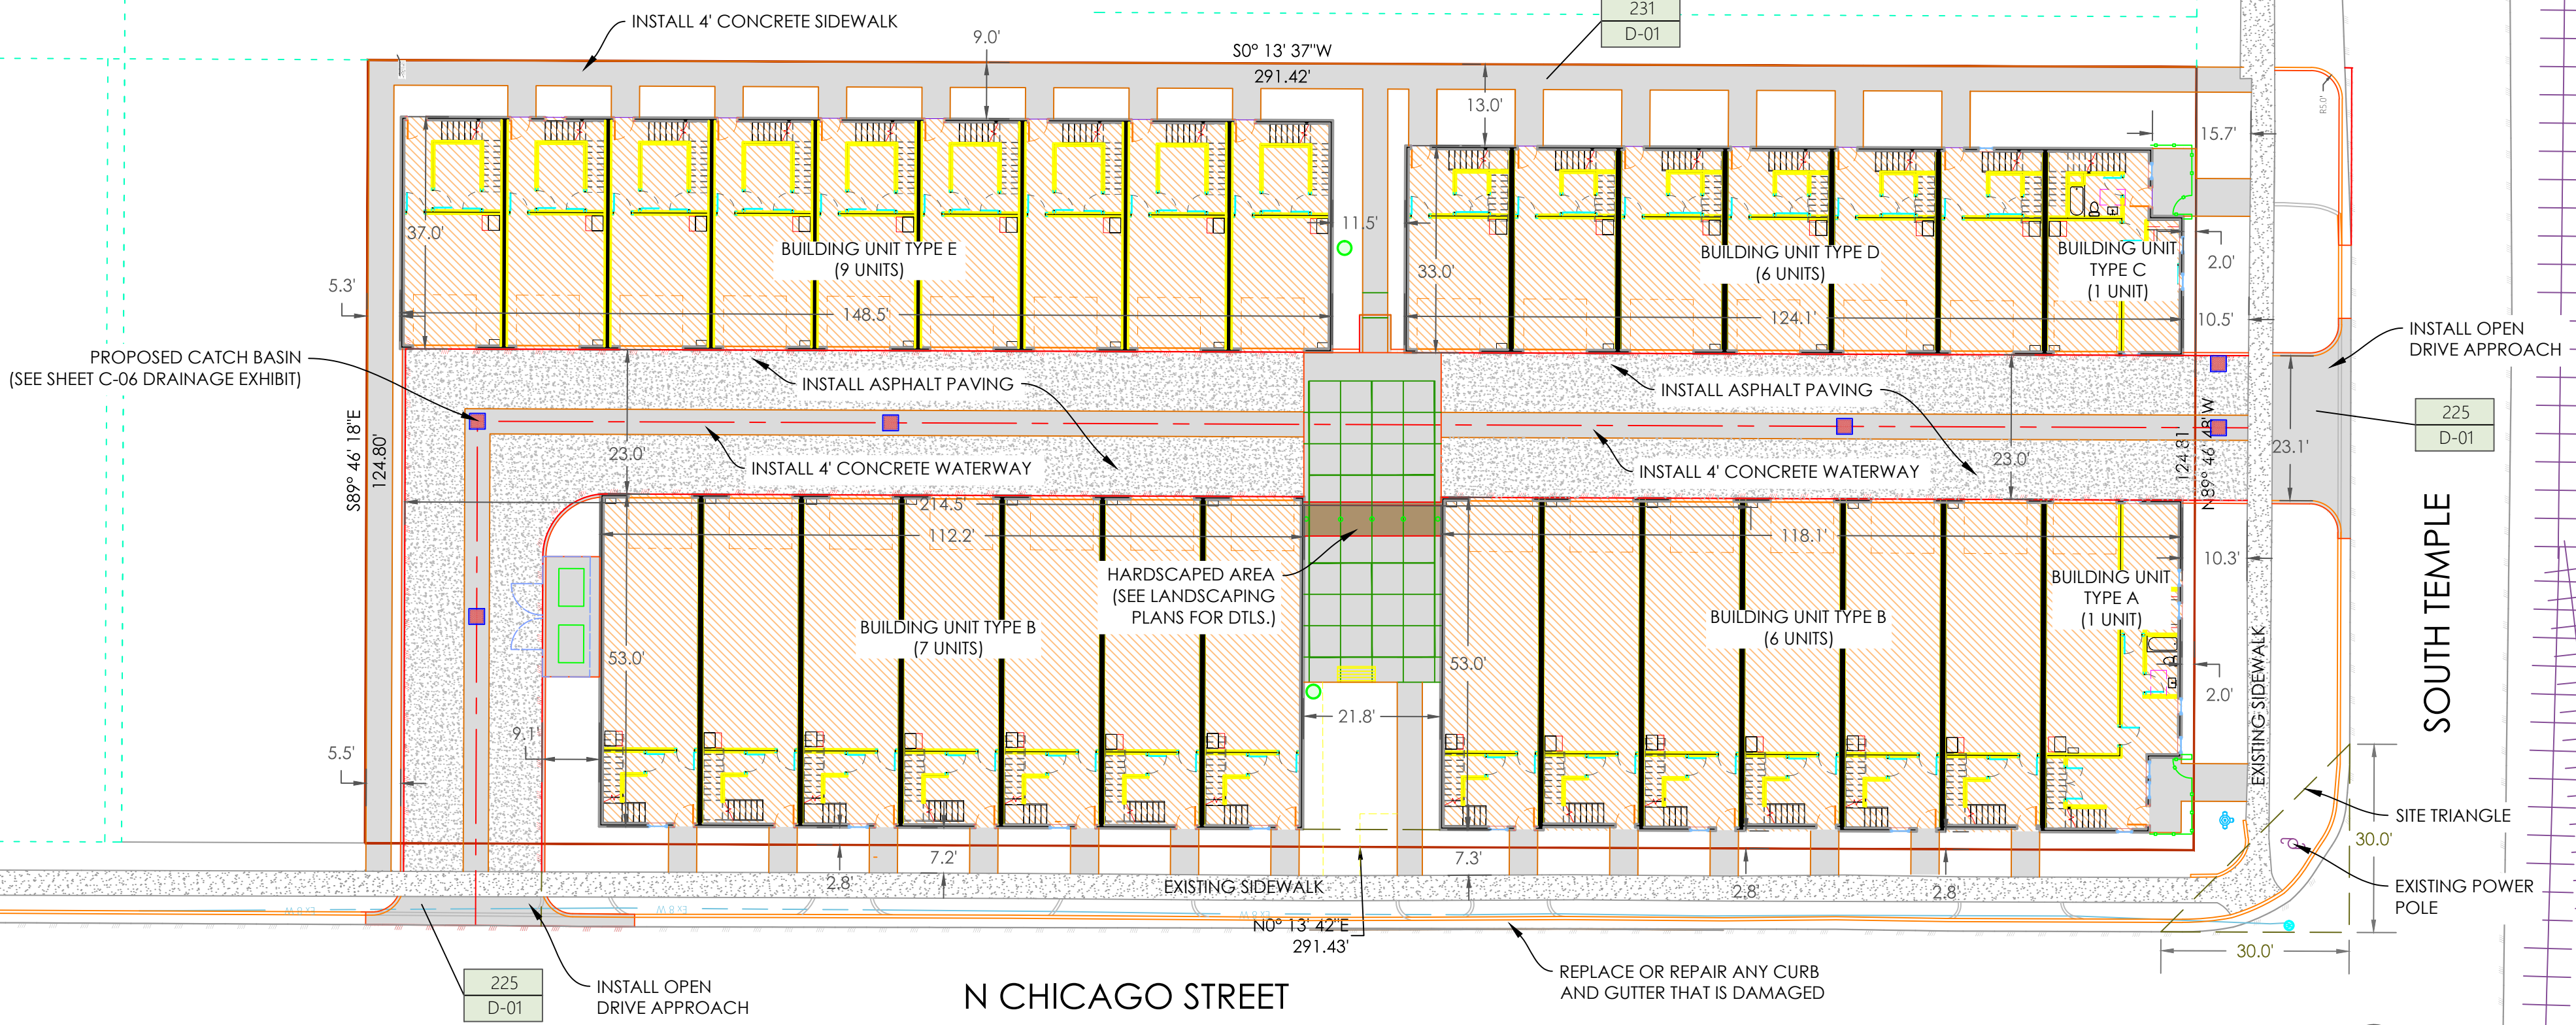 INSTALL 4' CONCRETE SIDEWALK
9.0'
S0° 13' 37"W
291.42'
231
D-01
13.0'
15.7'
R5.0'
37.0'
BUILDING UNIT TYPE E
(9 UNITS)
148.5'
11.5'
33.0'
BUILDING UNIT TYPE D
(6 UNITS)
124.1'
BUILDING UNIT
TYPE C
(1 UNIT)
2.0'
10.5'
5.3'
PROPOSED CATCH BASIN
(SEE SHEET C-06 DRAINAGE EXHIBIT)
INSTALL ASPHALT PAVING
INSTALL ASPHALT PAVING
INSTALL OPEN
DRIVE APPROACH
225
D-01
S89° 46' 18"E
124.80'
23.0'
INSTALL 4' CONCRETE WATERWAY
INSTALL 4' CONCRETE WATERWAY
23.0'
124.81'
N89° 46' 48"W
23.1'
214.5'
112.2'
118.1'
HARDSCAPED AREA
(SEE LANDSCAPING
PLANS FOR DTLS.)
BUILDING UNIT TYPE B
(7 UNITS)
53.0'
53.0'
BUILDING UNIT TYPE B
(6 UNITS)
BUILDING UNIT
TYPE A
(1 UNIT)
10.3'
2.0'
EXISTING SIDEWALK
SOUTH TEMPLE
21.8'
9.1'
5.5'
SITE TRIANGLE
30.0'
7.2'
7.3'
2.8'
2.8'
2.8'
EXISTING SIDEWALK
EXISTING POWER
POLE
EX 8 W
EX 8 W
EX 8 W
N0° 13' 42"E
291.43'
30.0'
225
D-01
INSTALL OPEN
DRIVE APPROACH
N CHICAGO STREET
REPLACE OR REPAIR ANY CURB
AND GUTTER THAT IS DAMAGED